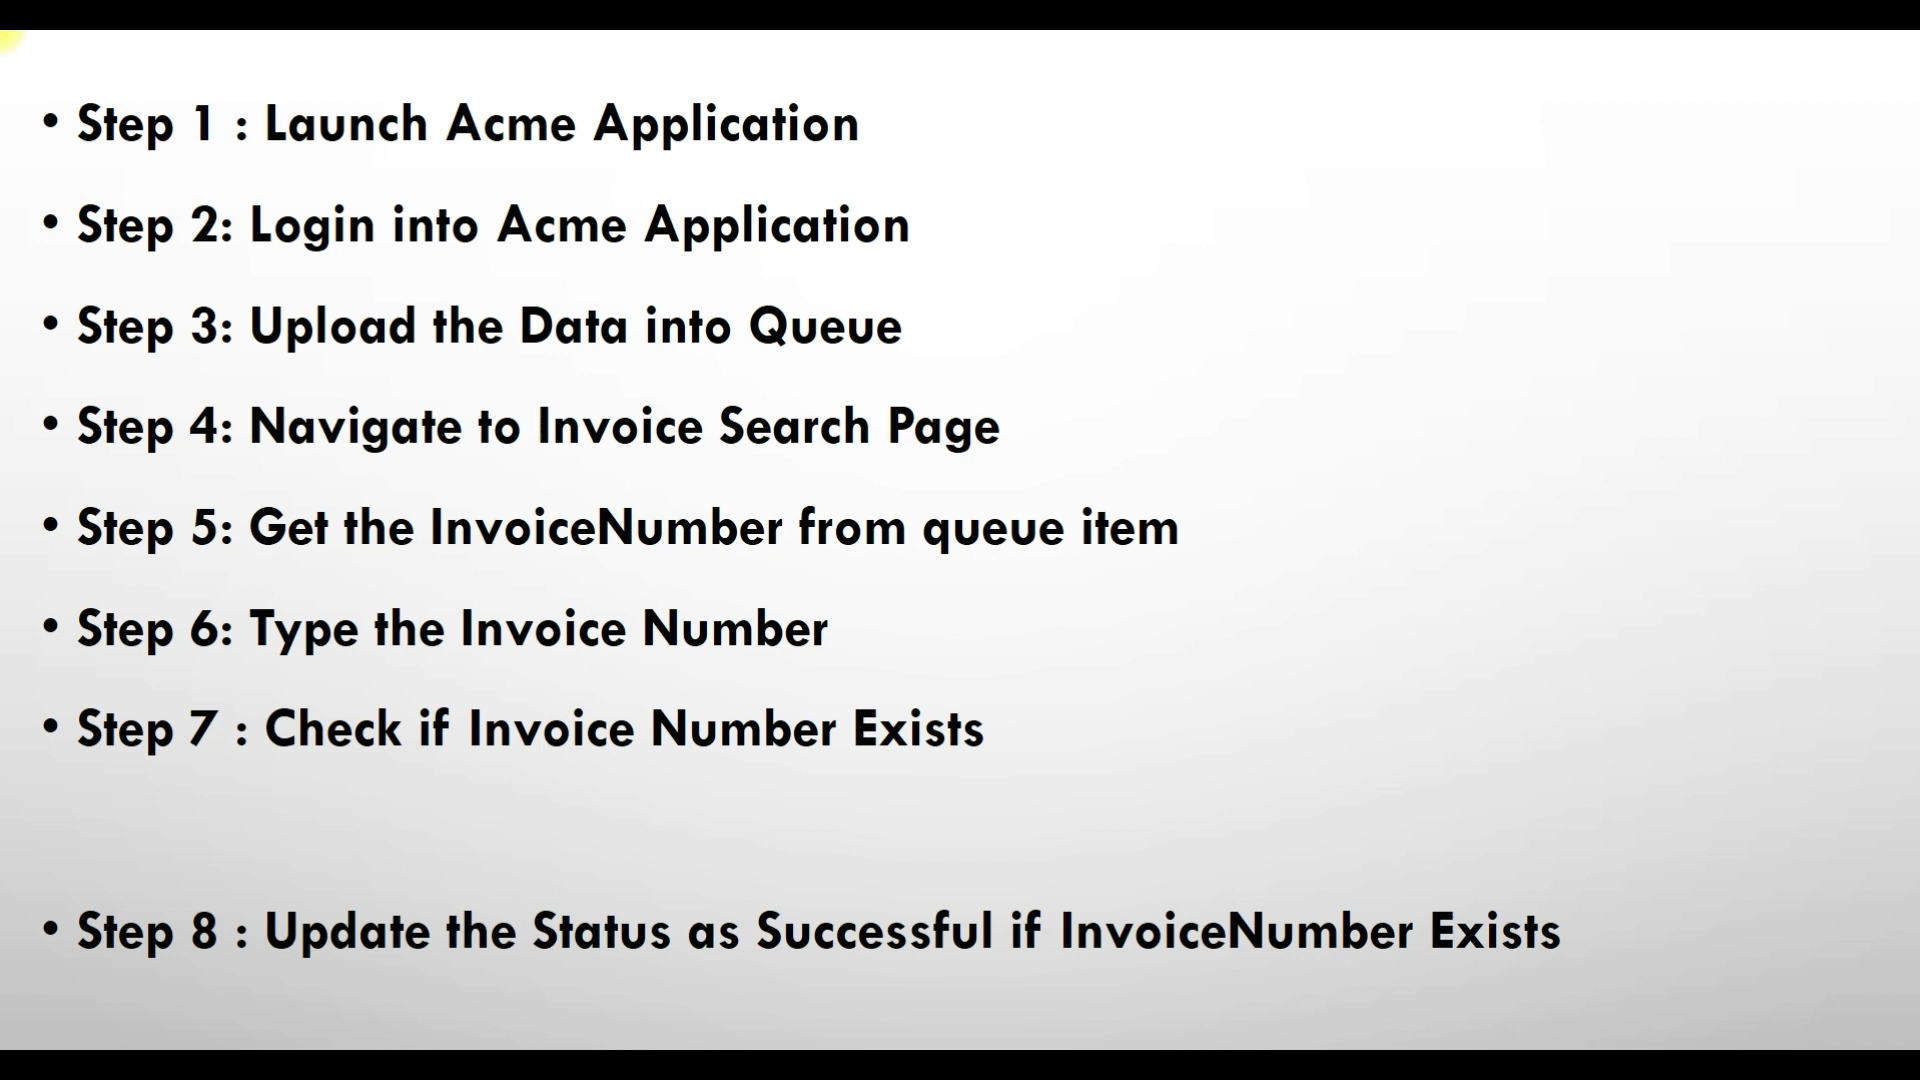 • Step 1 : Launch Acme Application
• Step 2: Login into Acme Application
• Step 3: Upload the Data into Queue
• Step 4: Navigate to Invoice Search Page
• Step 5: Get the InvoiceNumber from queue item
• Step 6: Type the Invoice Number
• Step 7 : Check if Invoice Number Exists
• Step 8 : Update the Status as Successful if InvoiceNumber Exists